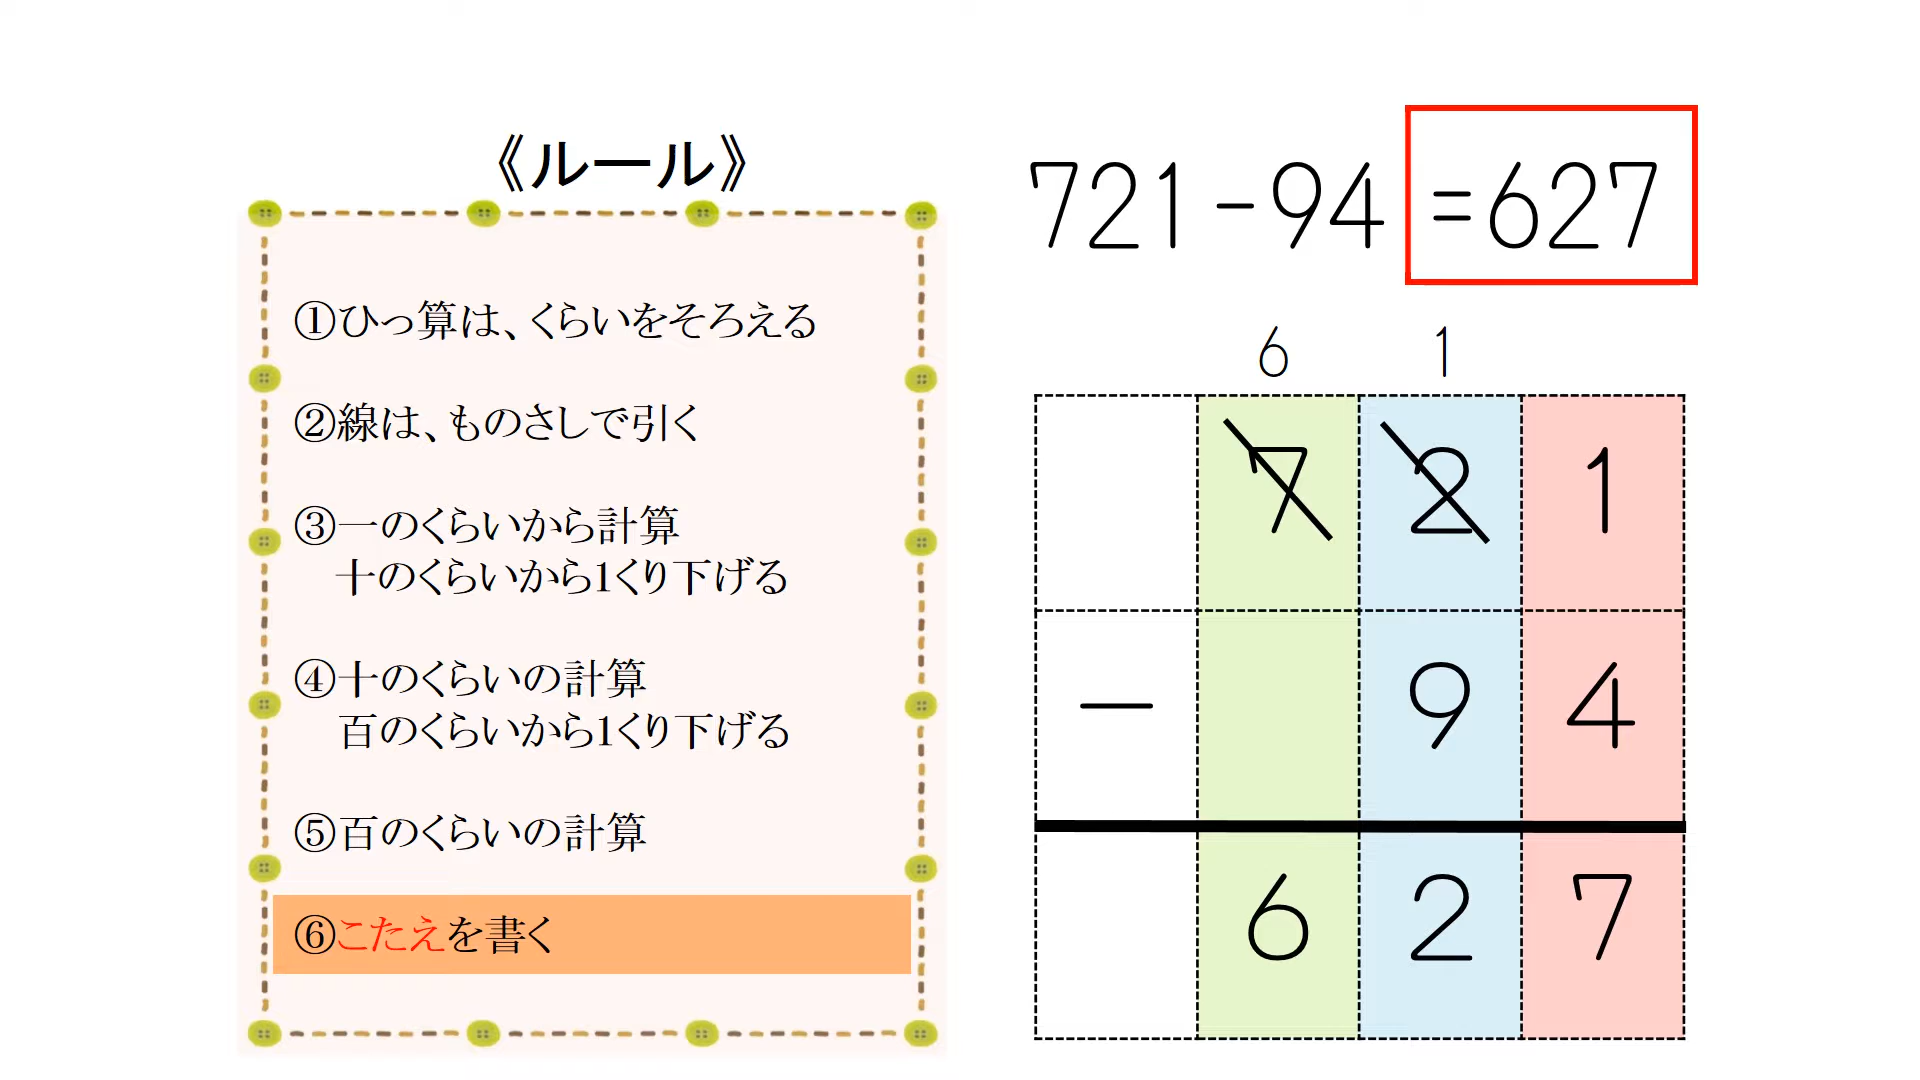 《ルール》
①ひっ算は、くらいをそろえる
②線は、ものさしで引く
③一のくらいから計算
十のくらいから1くり下げる
④十のくらいの計算
百のくらいから1くり下げる
⑤百のくらいの計算
⑥こたえを書く
721-94=627
6 1
7 2 1
- 9 4
6 2 7